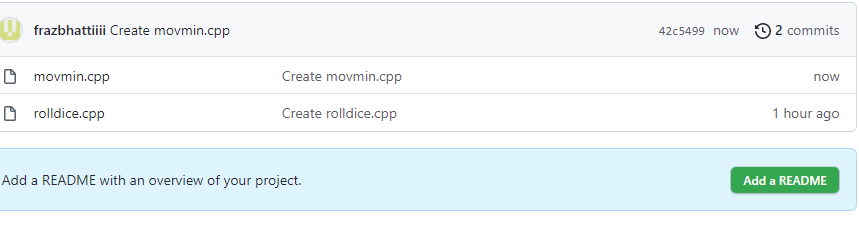 frazbhattiiii Create movmin.cpp 42c5499 now 2 commits
movmin.cpp Create movmin.cpp now
rolldice.cpp Create rolldice.cpp 1 hour ago
Add a README with an overview of your project. Add a README